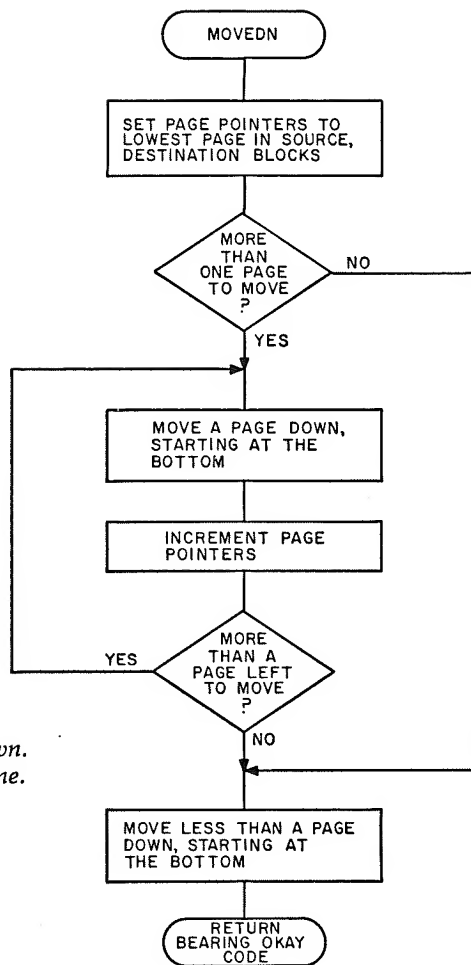 MOVEDN
SET PAGE POINTERS TO
LOWEST PAGE IN SOURCE,
DESTINATION BLOCKS
MORE
THAN
ONE PAGE
TO MOVE
?
NO
YES
MOVE A PAGE DOWN,
STARTING AT THE
BOTTOM
INCREMENT PAGE
POINTERS
MORE
THAN A
PAGE LEFT
TO MOVE
?
YES
NO
MOVE LESS THAN A PAGE
DOWN, STARTING AT
THE BOTTOM
RETURN
BEARING OKAY
CODE